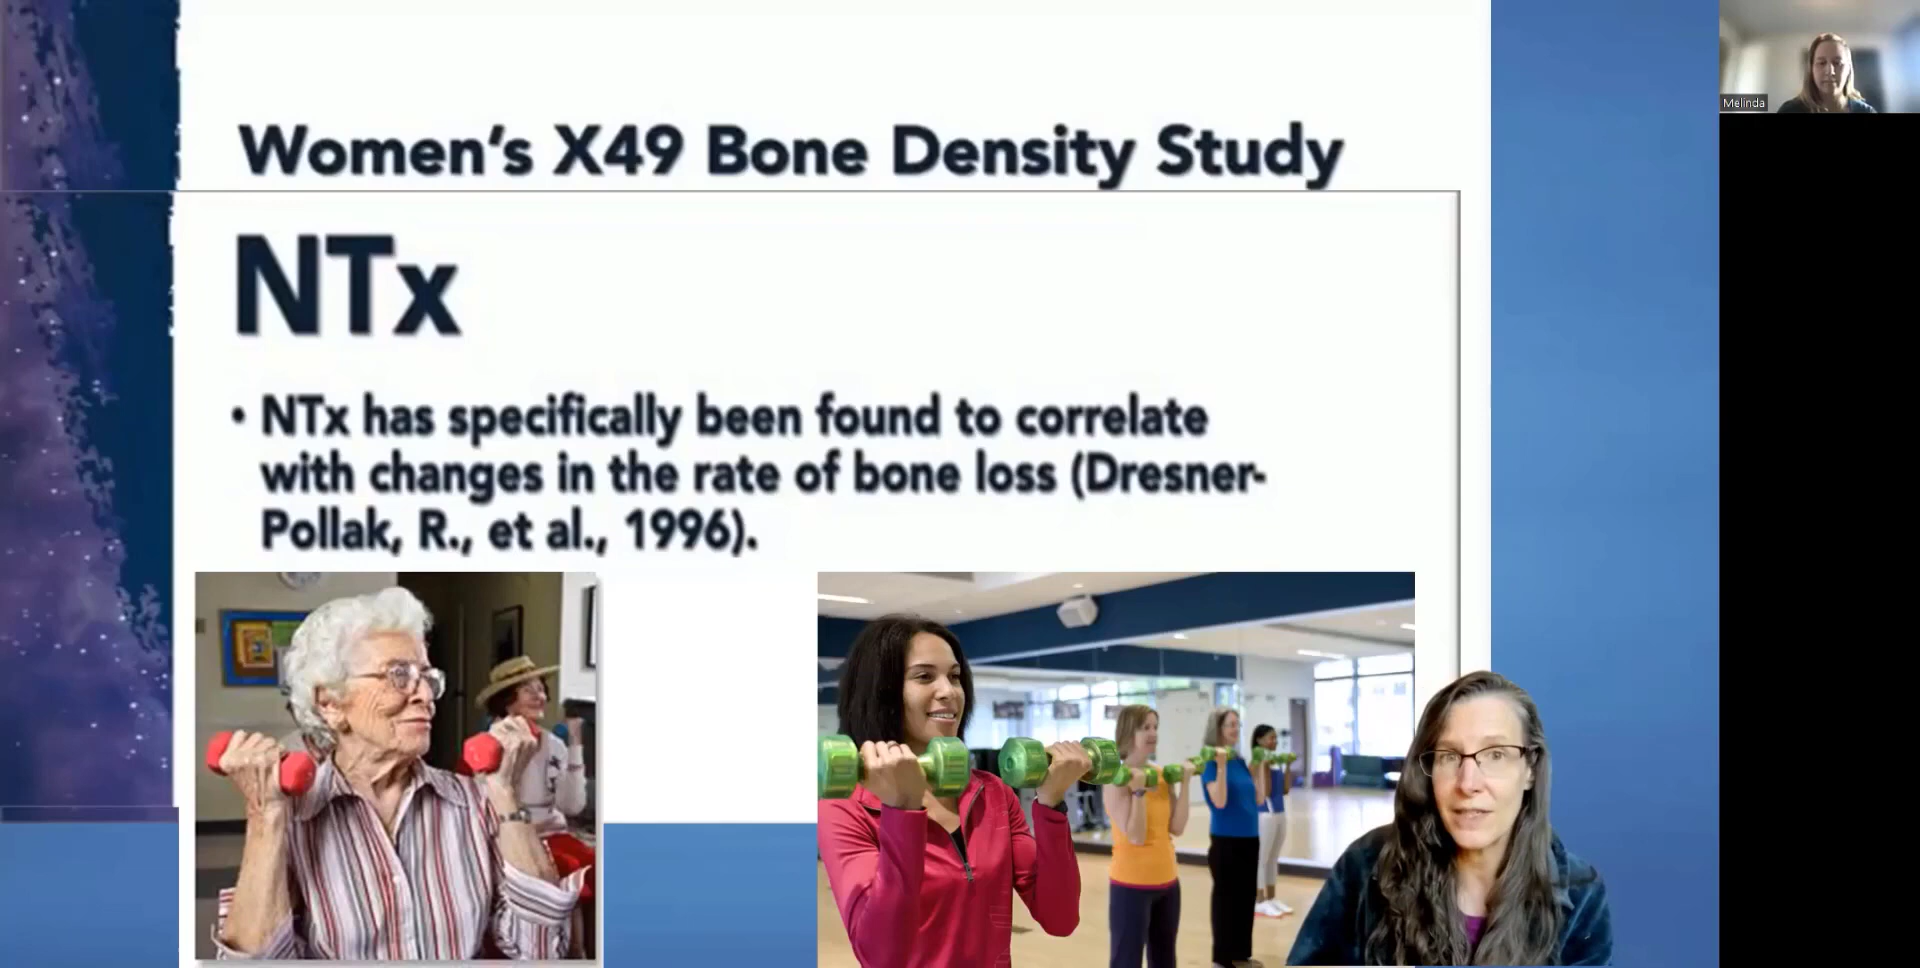 Women's X49 Bone Density Study
NTx
• NTx has specifically been found to correlate
with changes in the rate of bone loss (Dresner-
Pollak, R., et al., 1996).
Melinda